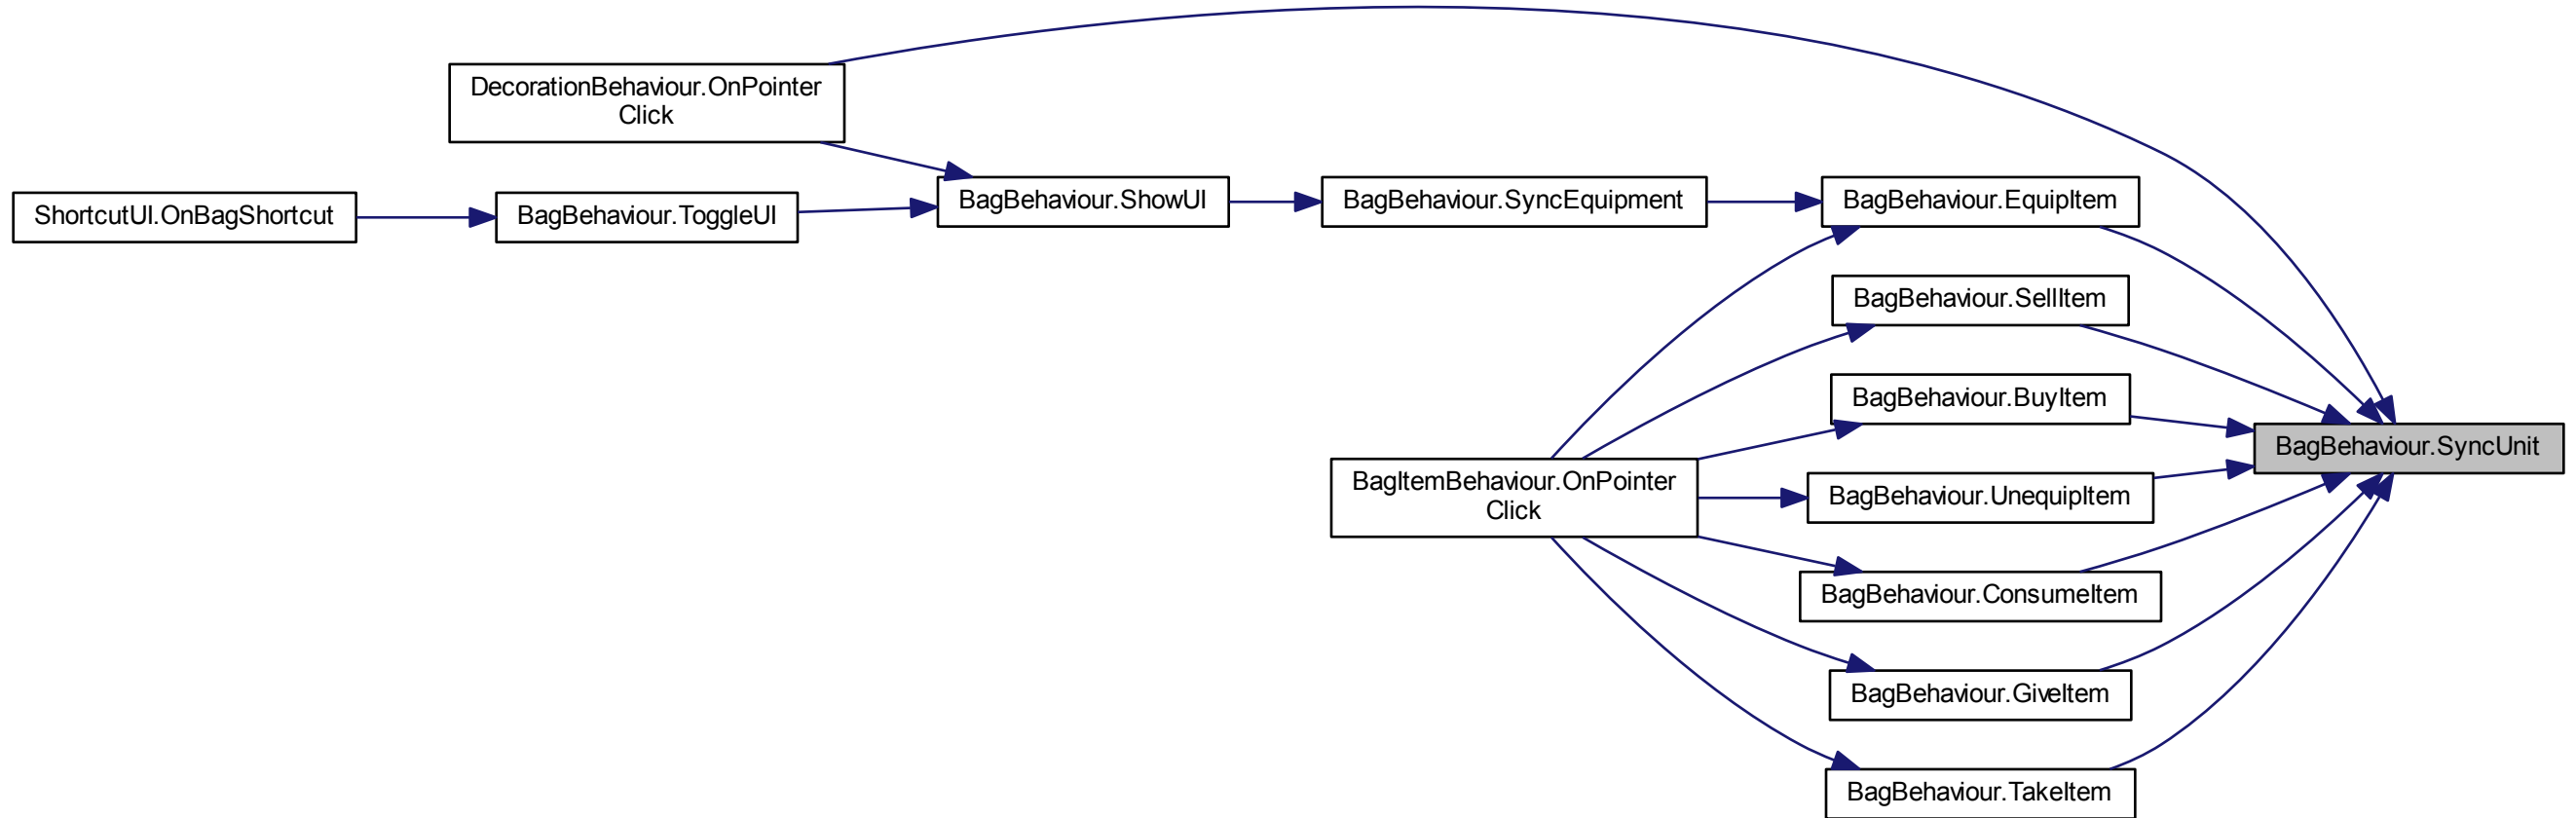 DecorationBehaviour.OnPointer
Click
ShortcutUI.OnBagShortcut
BagBehaviour.ToggleUI
BagBehaviour.ShowUI
BagBehaviour.SyncEquipment
BagBehaviour.EquipItem
BagBehaviour.SellItem
BagBehaviour.BuyItem
BagBehaviour.SyncUnit
BagItemBehaviour.OnPointer
Click
BagBehaviour.UnequipItem
BagBehaviour.ConsumeItem
BagBehaviour.GiveItem
BagBehaviour.TakeItem